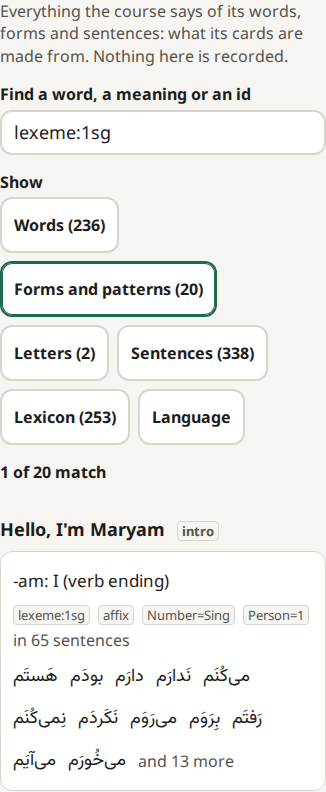 Everything the course says of its words,
forms and sentences: what its cards are
made from. Nothing here is recorded.
Find a word, a meaning or an id
lexeme:1sg
Show
Words (236)
Forms and patterns (20)
Letters (2) Sentences (338)
Lexicon (253) Language
1 of 20 match
Hello, I'm Maryam intro
-am: I (verb ending)
lexeme:1sg affix Number=Sing Person=1
in 65 sentences
هَستَم بودَم دارَم نَدارَم می‌کُنَم
نِمی‌کُنَم نَکَردَم می‌رَوَم بِرَوَم رَفتَم
می‌آیَم می‌خُورَم and 13 more